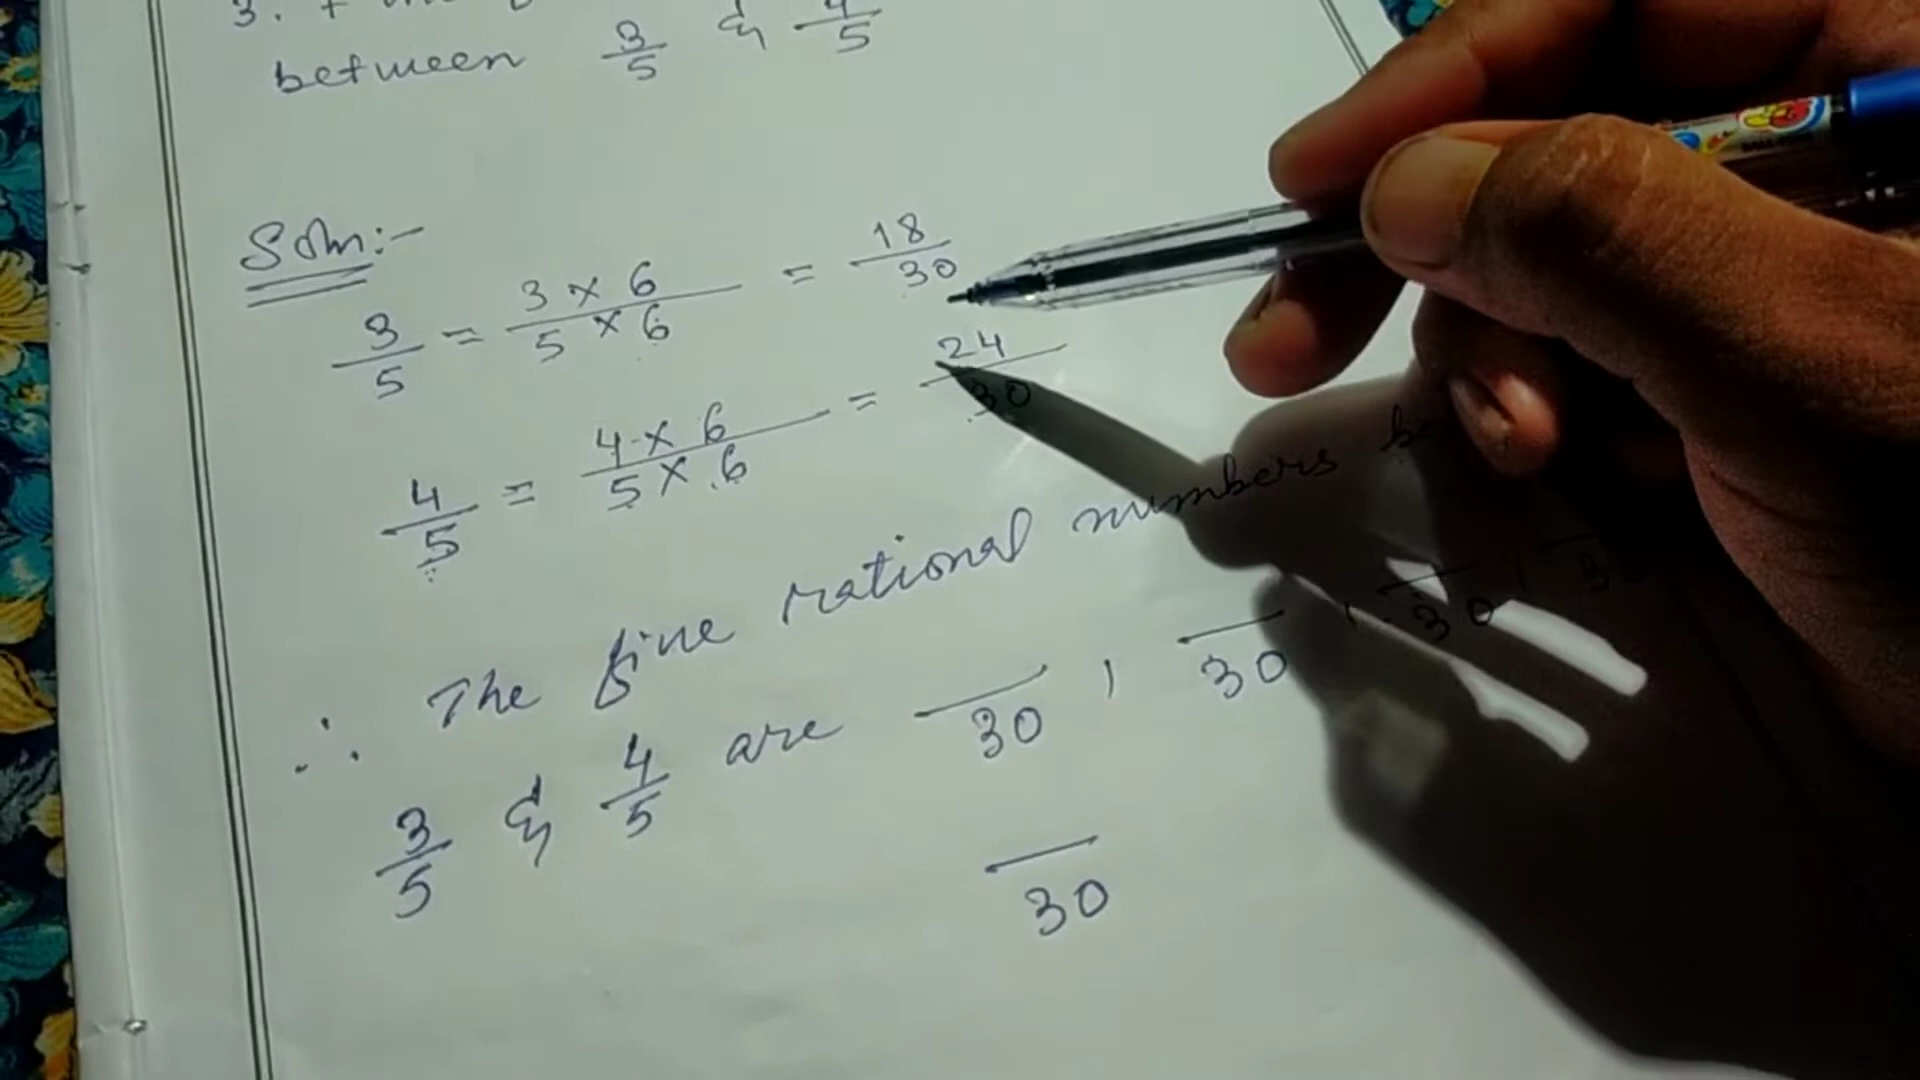 3.
between 3/5 & 4/5
Soln:-
3/5 = 3 × 6 / 5 × 6 = 18/30
4/5 = 4 × 6 / 5 × 6 = 24/30
∴ The five rational numbers
3/5 & 4/5 are /30 , /30 , /30 ,
/30